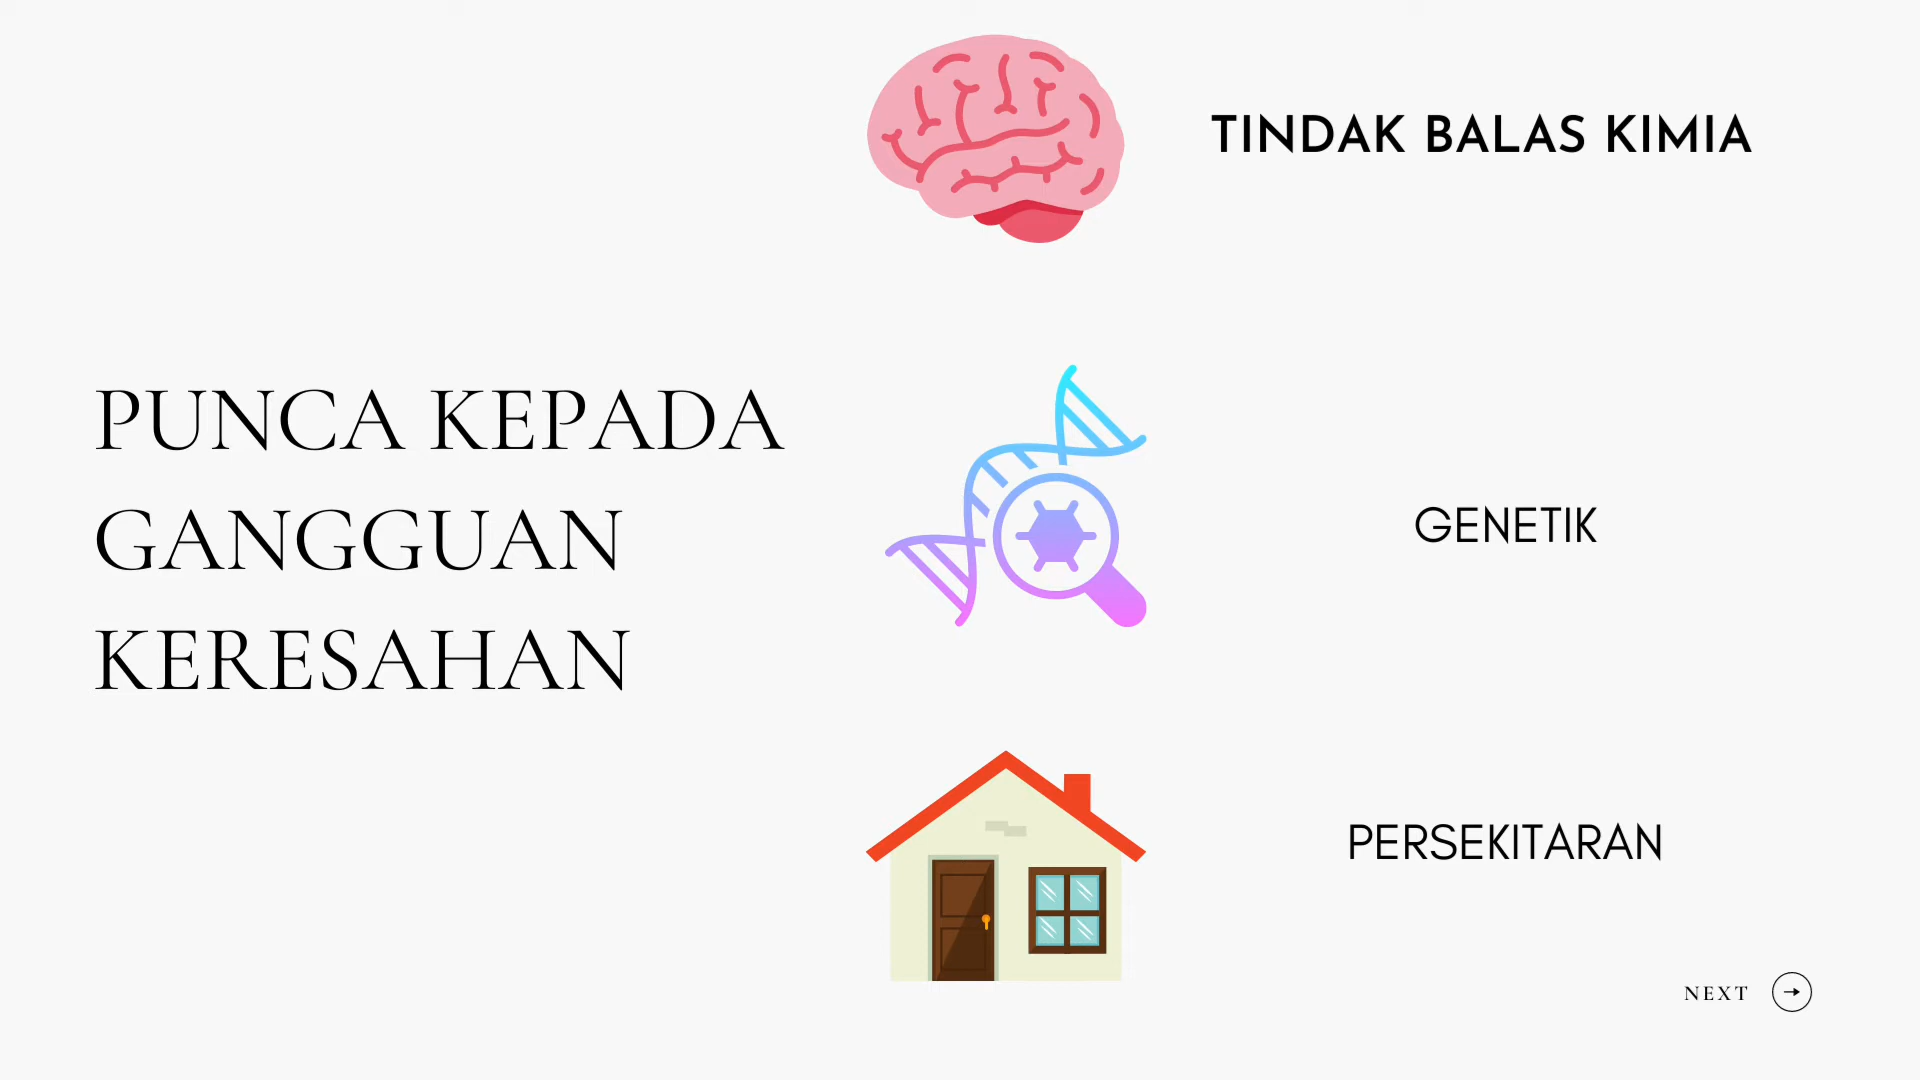 PUNCA KEPADA
GANGGUAN
KERESAHAN
TINDAK BALAS KIMIA
GENETIK
PERSEKITARAN
NEXT